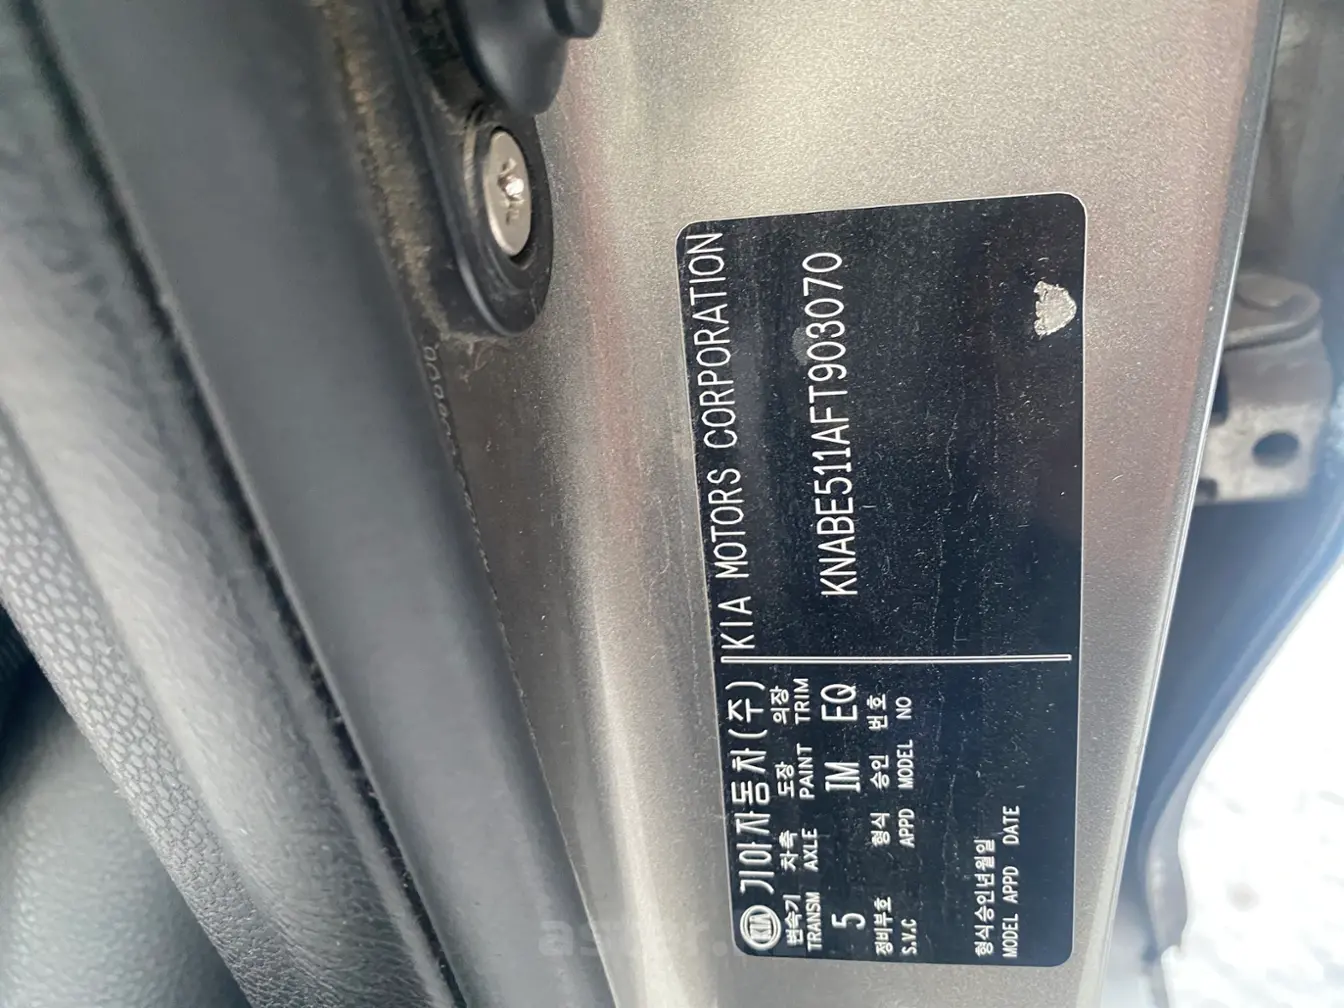 KIA 기아자동차(주) KIA MOTORS CORPORATION
변속기 차축 도장 의장
TRANSM AXLE PAINT TRIM
5 IM EQ KNABE511AFT903070
정비부호 형식 승인 번호
S.V.C APPD MODEL NO
형식승인년월일
MODEL APPD DATE